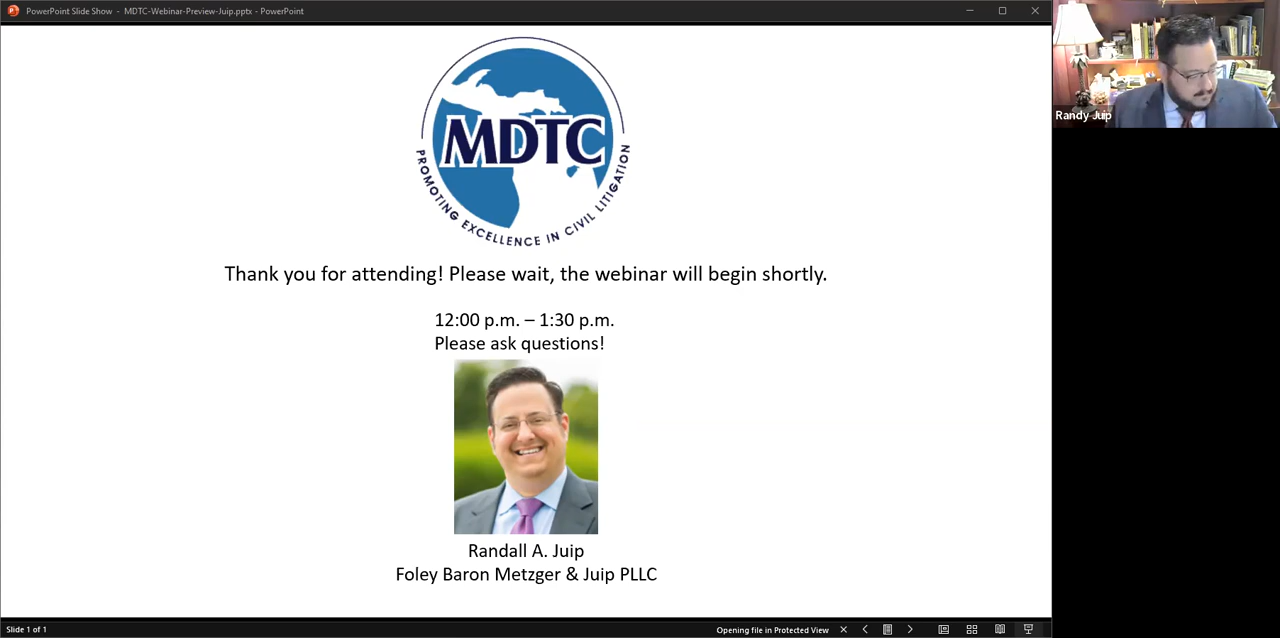 PowerPoint Slide Show - MDTC-Webinar-Preview-Juip.pptx - PowerPoint
MDTC
PROMOTING EXCELLENCE IN CIVIL LITIGATION
Thank you for attending! Please wait, the webinar will begin shortly.
12:00 p.m. – 1:30 p.m.
Please ask questions!
Randall A. Juip
Foley Baron Metzger & Juip PLLC
Slide 1 of 1
Opening file in Protected View
Randy Juip